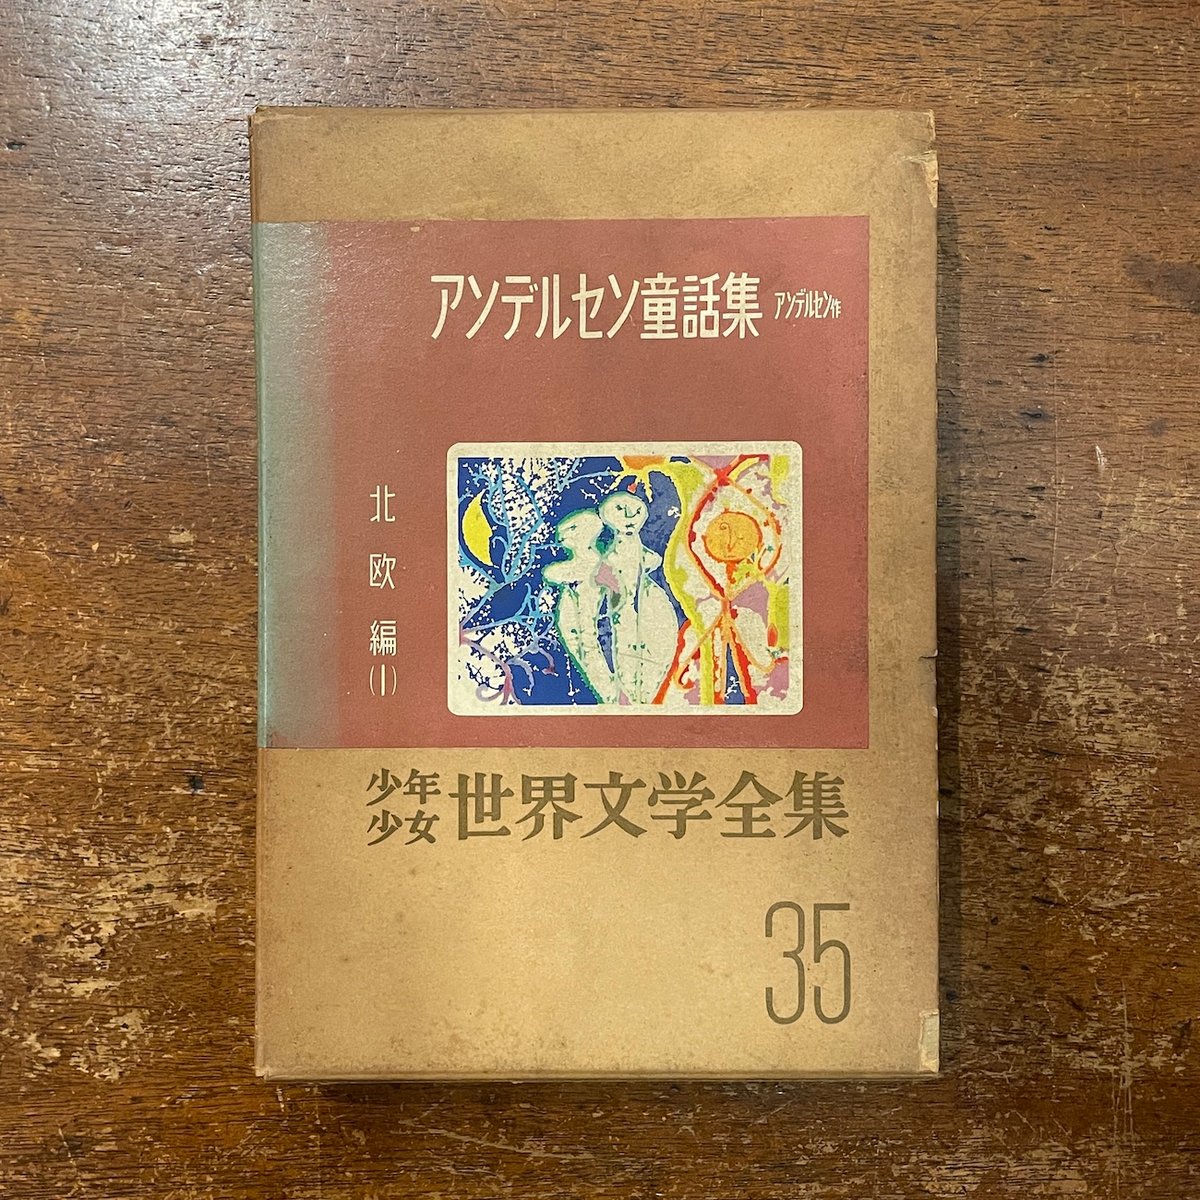 アンデルセン童話集 アンデルセン作
北欧編(1)
少年少女 世界文学全集
35